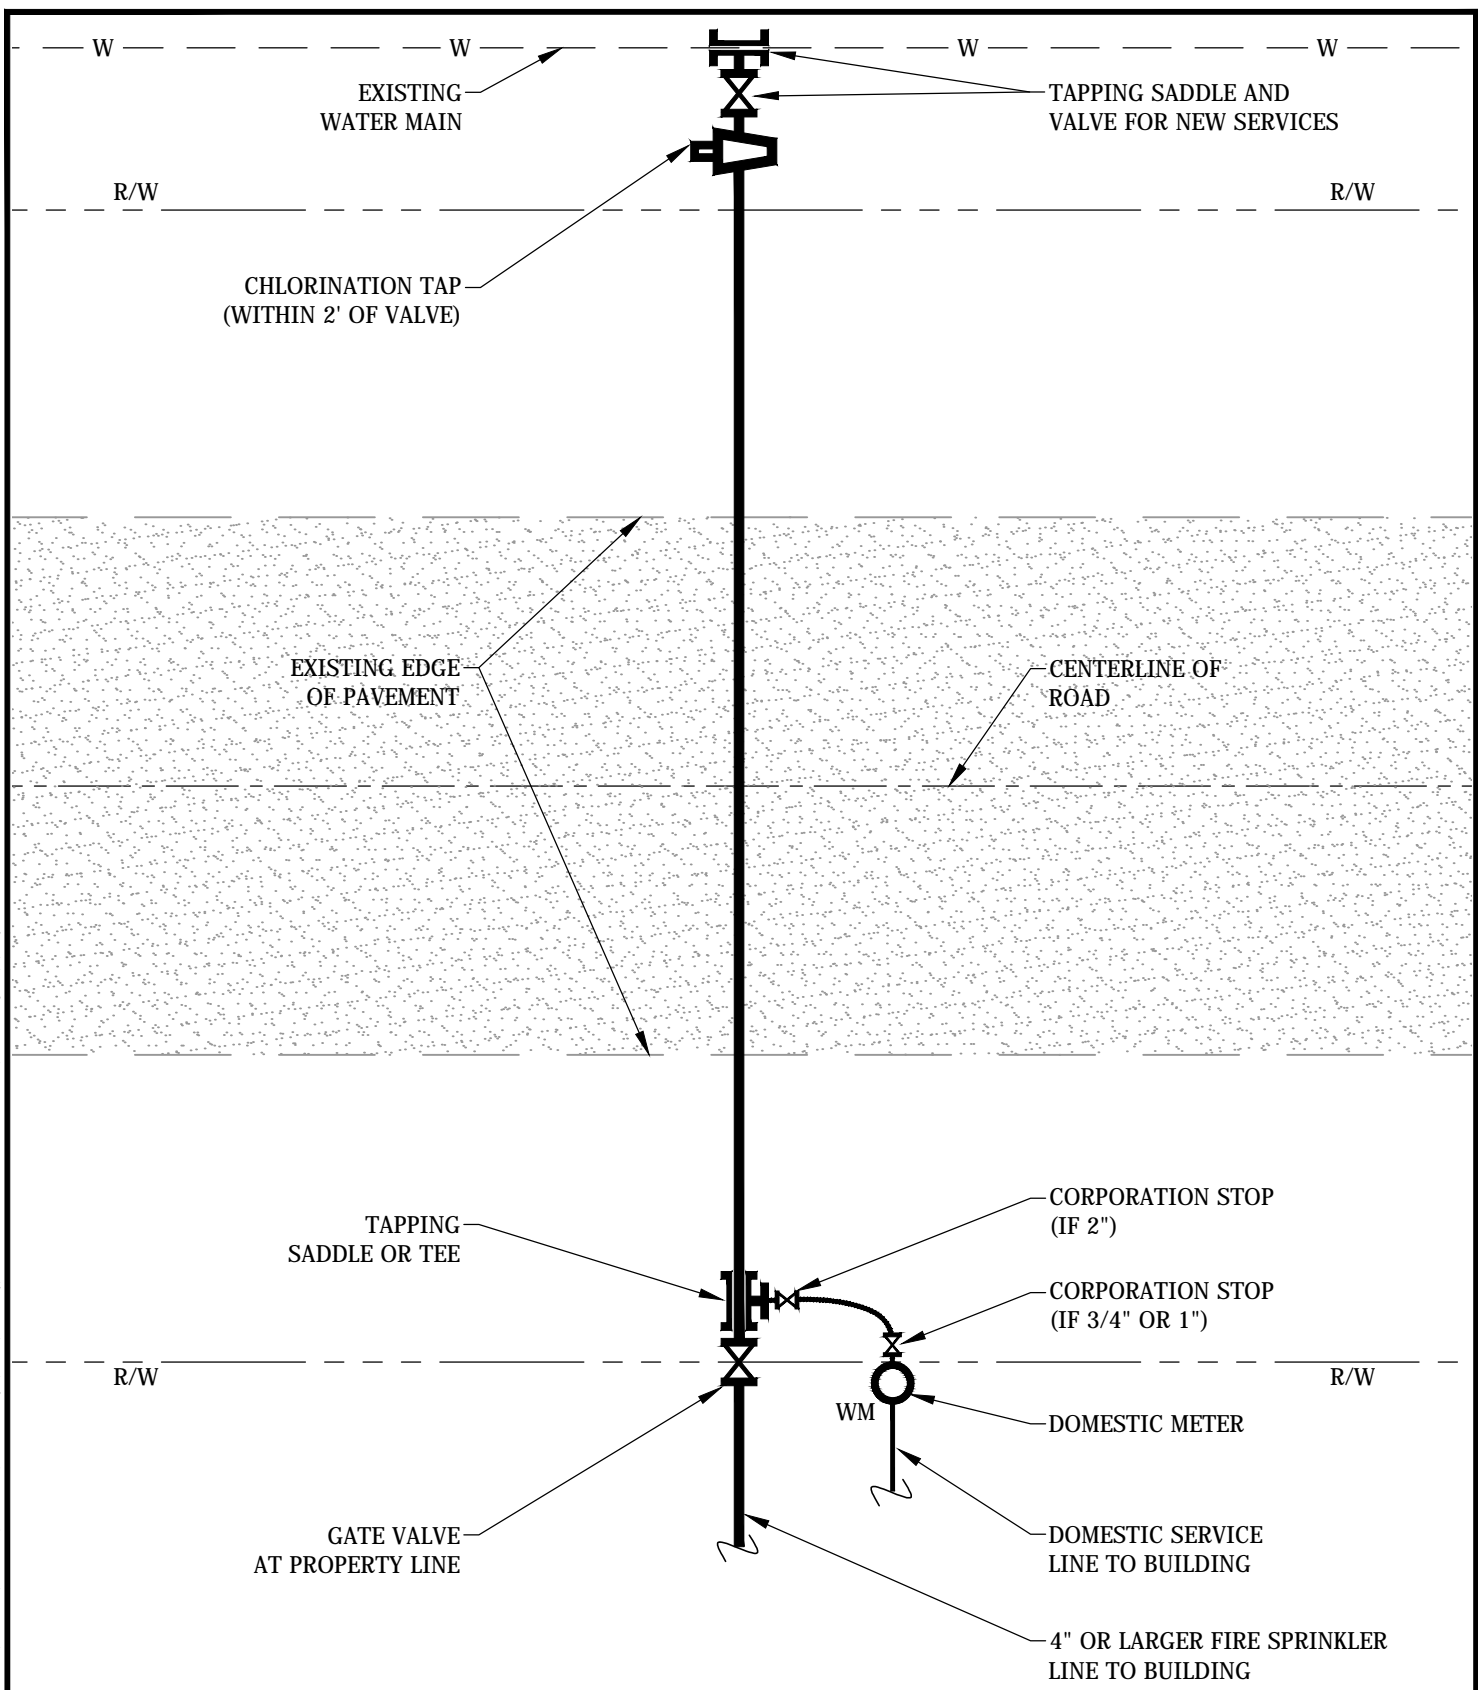 W W W W
EXISTING
WATER MAIN
TAPPING SADDLE AND
VALVE FOR NEW SERVICES
R/W R/W
CHLORINATION TAP
(WITHIN 2' OF VALVE)
EXISTING EDGE
OF PAVEMENT
CENTERLINE OF
ROAD
CORPORATION STOP
(IF 2")
TAPPING
SADDLE OR TEE
CORPORATION STOP
(IF 3/4" OR 1")
R/W R/W
WM
DOMESTIC METER
GATE VALVE
AT PROPERTY LINE
DOMESTIC SERVICE
LINE TO BUILDING
4" OR LARGER FIRE SPRINKLER
LINE TO BUILDING